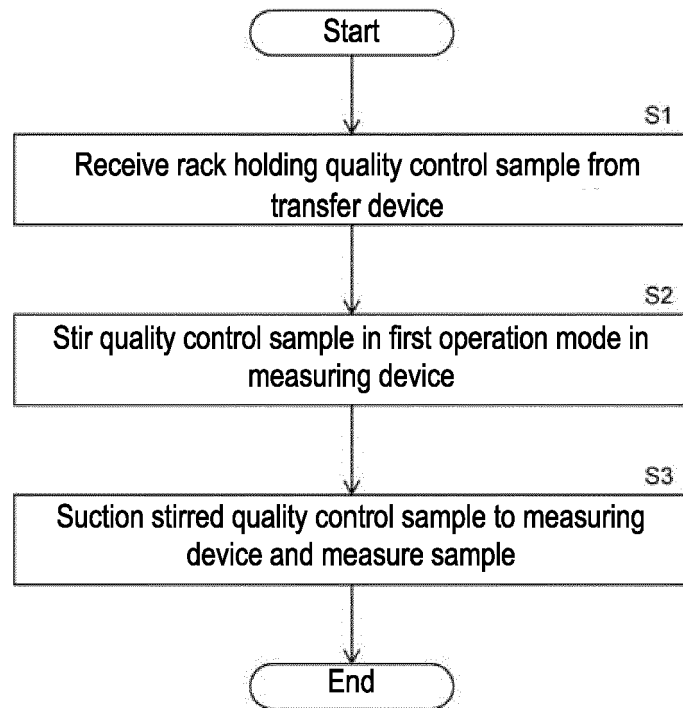 Start
S1
Receive rack holding quality control sample from
transfer device
S2
Stir quality control sample in first operation mode in
measuring device
S3
Suction stirred quality control sample to measuring
device and measure sample
End